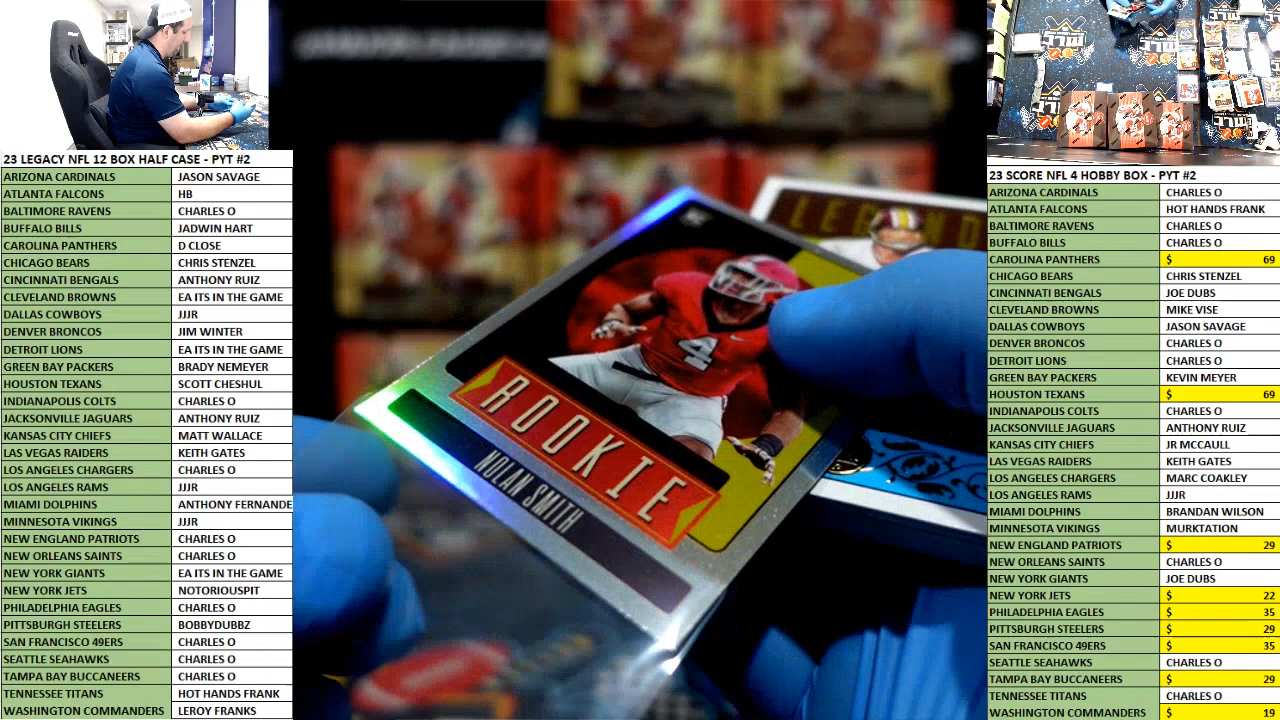 23 LEGACY NFL 12 BOX HALF CASE - PYT #2
ARIZONA CARDINALS JASON SAVAGE
ATLANTA FALCONS HB
BALTIMORE RAVENS CHARLES O
BUFFALO BILLS JADWIN HART
CAROLINA PANTHERS D CLOSE
CHICAGO BEARS CHRIS STENZEL
CINCINNATI BENGALS ANTHONY RUIZ
CLEVELAND BROWNS EA ITS IN THE GAME
DALLAS COWBOYS JJJR
DENVER BRONCOS JIM WINTER
DETROIT LIONS EA ITS IN THE GAME
GREEN BAY PACKERS BRADY NEMEYER
HOUSTON TEXANS SCOTT CHESHUL
INDIANAPOLIS COLTS CHARLES O
JACKSONVILLE JAGUARS ANTHONY RUIZ
KANSAS CITY CHIEFS MATT WALLACE
LAS VEGAS RAIDERS KEITH GATES
LOS ANGELES CHARGERS CHARLES O
LOS ANGELES RAMS JJJR
MIAMI DOLPHINS ANTHONY FERNANDE
MINNESOTA VIKINGS JJJR
NEW ENGLAND PATRIOTS CHARLES O
NEW ORLEANS SAINTS CHARLES O
NEW YORK GIANTS EA ITS IN THE GAME
NEW YORK JETS NOTORIOUSPIT
PHILADELPHIA EAGLES CHARLES O
PITTSBURGH STEELERS BOBBYDUBBZ
SAN FRANCISCO 49ERS CHARLES O
SEATTLE SEAHAWKS CHARLES O
TAMPA BAY BUCCANEERS CHARLES O
TENNESSEE TITANS HOT HANDS FRANK
WASHINGTON COMMANDERS LEROY FRANKS
LEGEND
4
ROOKIE
NOLAN SMITH
23 SCORE NFL 4 HOBBY BOX - PYT #2
ARIZONA CARDINALS CHARLES O
ATLANTA FALCONS HOT HANDS FRANK
BALTIMORE RAVENS CHARLES O
BUFFALO BILLS CHARLES O
CAROLINA PANTHERS $ 69
CHICAGO BEARS CHRIS STENZEL
CINCINNATI BENGALS JOE DUBS
CLEVELAND BROWNS MIKE VISE
DALLAS COWBOYS JASON SAVAGE
DENVER BRONCOS CHARLES O
DETROIT LIONS CHARLES O
GREEN BAY PACKERS KEVIN MEYER
HOUSTON TEXANS $ 69
INDIANAPOLIS COLTS CHARLES O
JACKSONVILLE JAGUARS ANTHONY RUIZ
KANSAS CITY CHIEFS JR MCCAULL
LAS VEGAS RAIDERS KEITH GATES
LOS ANGELES CHARGERS MARC COAKLEY
LOS ANGELES RAMS JJJR
MIAMI DOLPHINS BRANDAN WILSON
MINNESOTA VIKINGS MURKTATION
NEW ENGLAND PATRIOTS $ 29
NEW ORLEANS SAINTS CHARLES O
NEW YORK GIANTS JOE DUBS
NEW YORK JETS $ 22
PHILADELPHIA EAGLES $ 35
PITTSBURGH STEELERS $ 29
SAN FRANCISCO 49ERS $ 35
SEATTLE SEAHAWKS CHARLES O
TAMPA BAY BUCCANEERS $ 29
TENNESSEE TITANS CHARLES O
WASHINGTON COMMANDERS $ 19